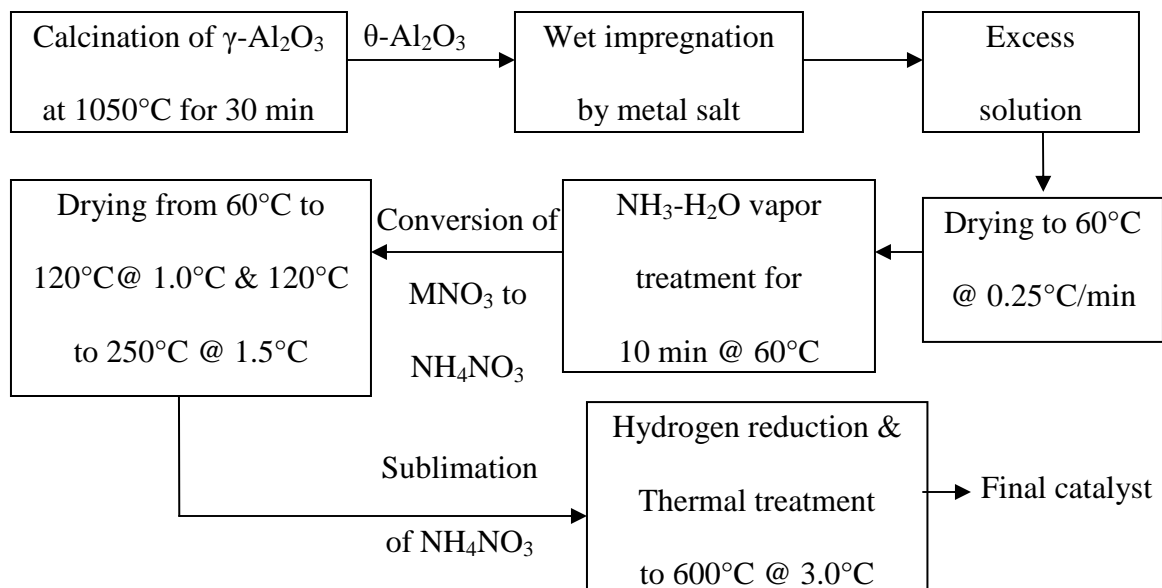 Calcination of γ-Al₂O₃
at 1050°C for 30 min
θ-Al₂O₃
Wet impregnation
by metal salt
Excess
solution
Drying to 60°C
@ 0.25°C/min
NH₃-H₂O vapor
treatment for
10 min @ 60°C
Conversion of
MNO₃ to
NH₄NO₃
Drying from 60°C to
120°C@ 1.0°C & 120°C
to 250°C @ 1.5°C
Sublimation
of NH₄NO₃
Hydrogen reduction &
Thermal treatment
to 600°C @ 3.0°C
Final catalyst